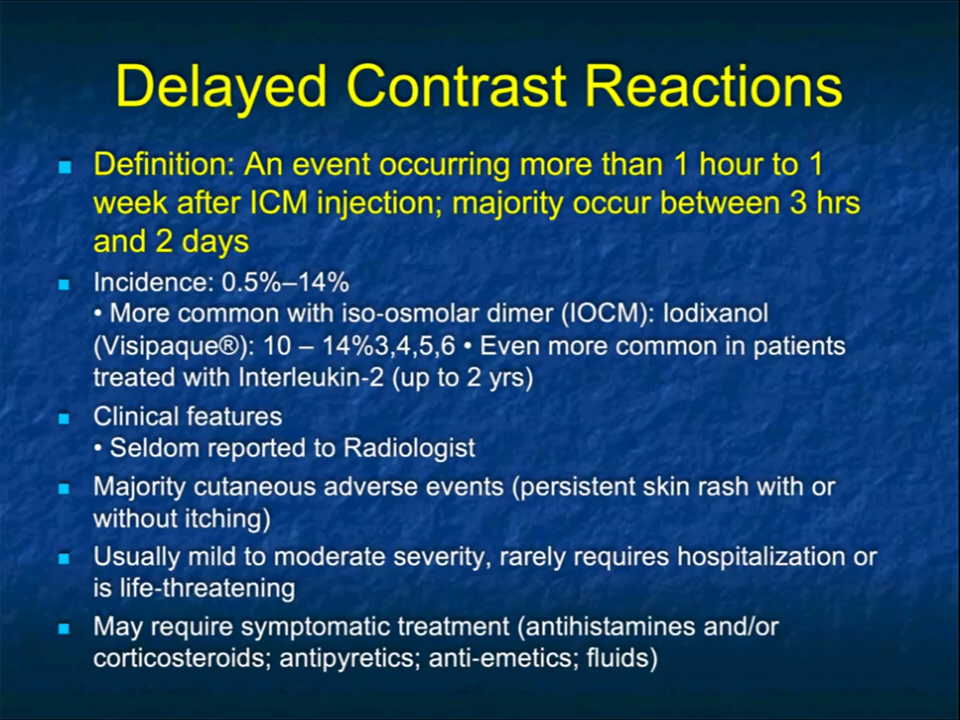 Delayed Contrast Reactions
Definition: An event occurring more than 1 hour to 1
week after ICM injection; majority occur between 3 hrs
and 2 days
Incidence: 0.5%–14%
• More common with iso-osmolar dimer (IOCM): Iodixanol
(Visipaque®): 10 – 14%3,4,5,6 • Even more common in patients
treated with Interleukin-2 (up to 2 yrs)
Clinical features
• Seldom reported to Radiologist
Majority cutaneous adverse events (persistent skin rash with or
without itching)
Usually mild to moderate severity, rarely requires hospitalization or
is life-threatening
May require symptomatic treatment (antihistamines and/or
corticosteroids; antipyretics; anti-emetics; fluids)